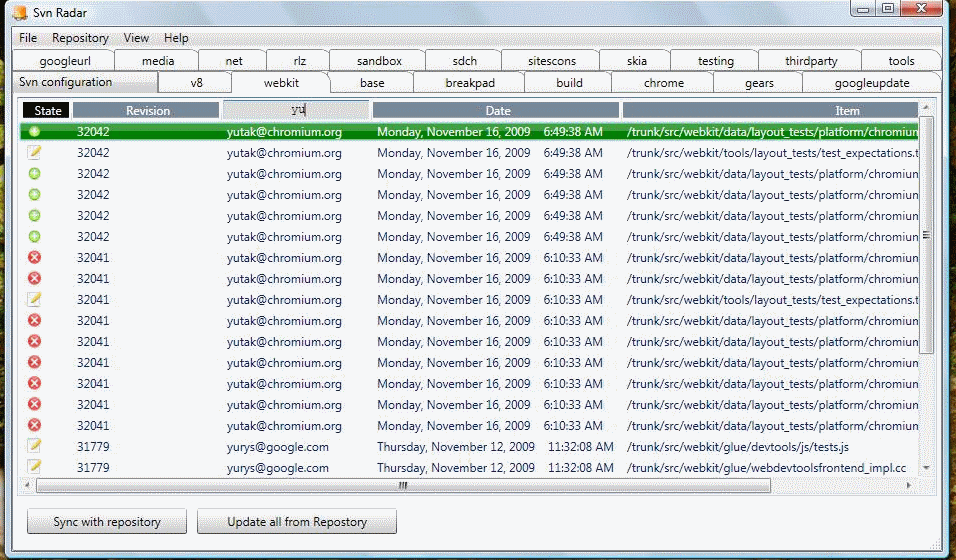 Svn Radar
File Repository View Help
googleurl media net rlz sandbox sdch sitescons skia testing thirdparty tools
Svn configuration v8 webkit base breakpad build chrome gears googleupdate
State Revision yu Date Item
32042 yutak@chromium.org Monday, November 16, 2009 6:49:38 AM /trunk/src/webkit/data/layout_tests/platform/chromiun
32042 yutak@chromium.org Monday, November 16, 2009 6:49:38 AM /trunk/src/webkit/tools/layout_tests/test_expectations.t
32042 yutak@chromium.org Monday, November 16, 2009 6:49:38 AM /trunk/src/webkit/data/layout_tests/platform/chromiun
32042 yutak@chromium.org Monday, November 16, 2009 6:49:38 AM /trunk/src/webkit/data/layout_tests/platform/chromiun
32042 yutak@chromium.org Monday, November 16, 2009 6:49:38 AM /trunk/src/webkit/data/layout_tests/platform/chromiun
32042 yutak@chromium.org Monday, November 16, 2009 6:49:38 AM /trunk/src/webkit/data/layout_tests/platform/chromiun
32041 yutak@chromium.org Monday, November 16, 2009 6:10:33 AM /trunk/src/webkit/data/layout_tests/platform/chromiun
32041 yutak@chromium.org Monday, November 16, 2009 6:10:33 AM /trunk/src/webkit/data/layout_tests/platform/chromiun
32041 yutak@chromium.org Monday, November 16, 2009 6:10:33 AM /trunk/src/webkit/tools/layout_tests/test_expectations.t
32041 yutak@chromium.org Monday, November 16, 2009 6:10:33 AM /trunk/src/webkit/data/layout_tests/platform/chromiun
32041 yutak@chromium.org Monday, November 16, 2009 6:10:33 AM /trunk/src/webkit/data/layout_tests/platform/chromiun
32041 yutak@chromium.org Monday, November 16, 2009 6:10:33 AM /trunk/src/webkit/data/layout_tests/platform/chromiun
32041 yutak@chromium.org Monday, November 16, 2009 6:10:33 AM /trunk/src/webkit/data/layout_tests/platform/chromiun
32041 yutak@chromium.org Monday, November 16, 2009 6:10:33 AM /trunk/src/webkit/data/layout_tests/platform/chromiun
32041 yutak@chromium.org Monday, November 16, 2009 6:10:33 AM /trunk/src/webkit/data/layout_tests/platform/chromiun
31779 yurys@google.com Thursday, November 12, 2009 11:32:08 AM /trunk/src/webkit/glue/devtools/js/tests.js
31779 yurys@google.com Thursday, November 12, 2009 11:32:08 AM /trunk/src/webkit/glue/webdevtoolsfrontend_impl.cc
Sync with repository Update all from Repostory